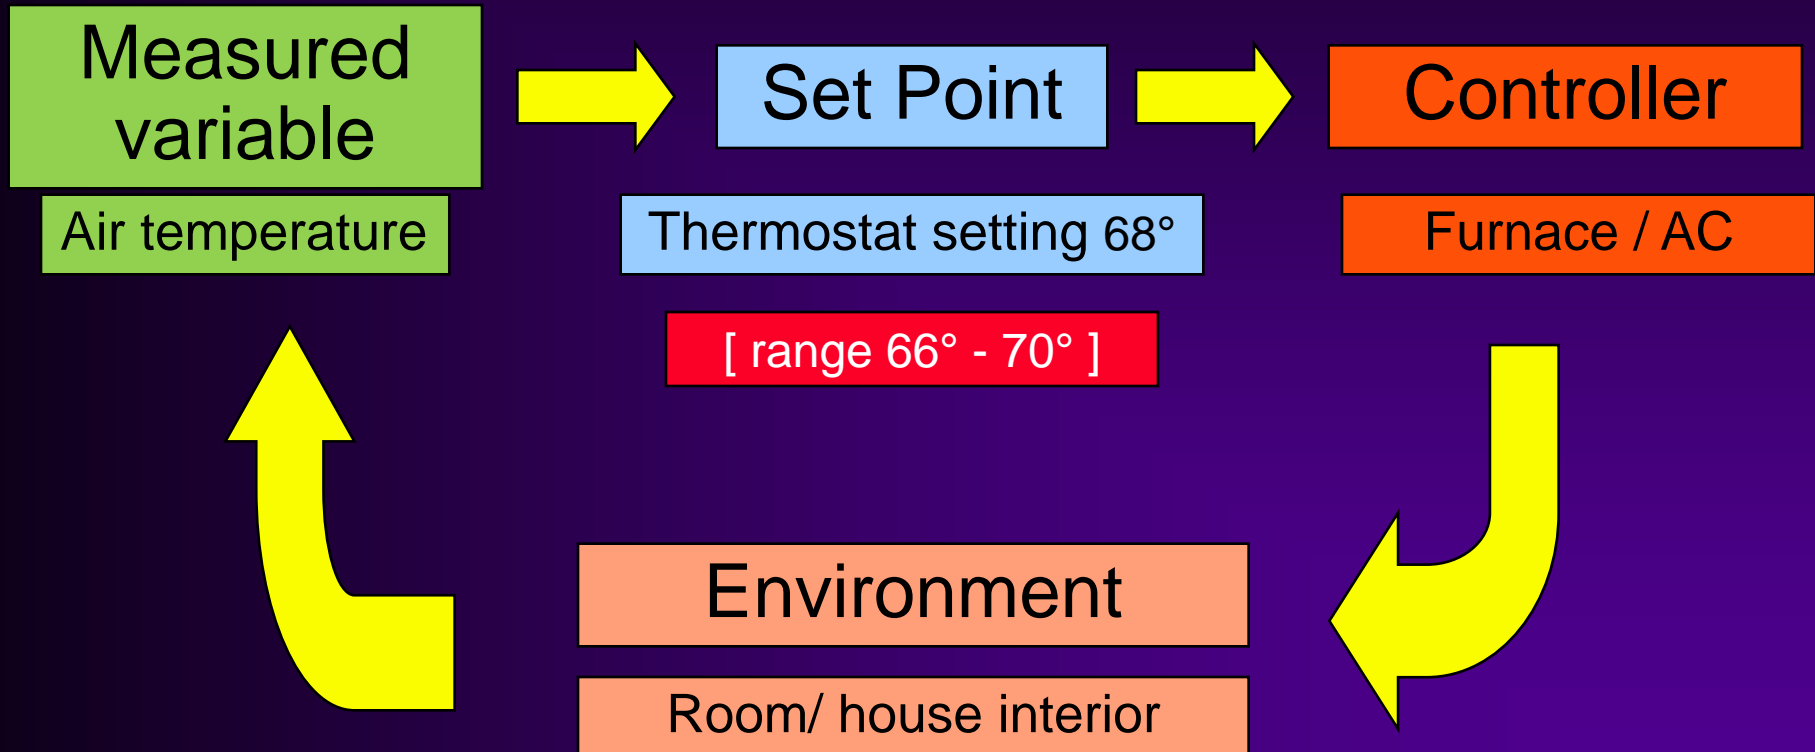 Measured
variable
Set Point
Controller
Air temperature
Thermostat setting 68°
Furnace / AC
[ range 66° - 70° ]
Environment
Room/ house interior